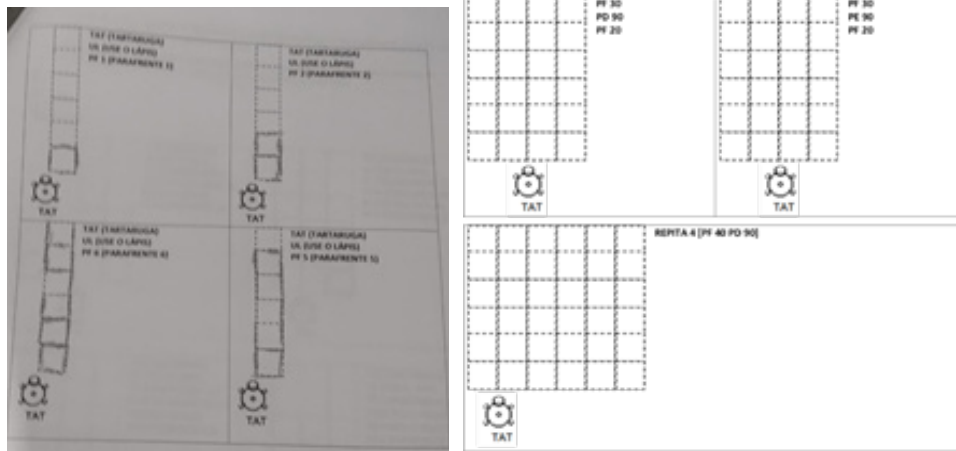 TAT (TARTARUGA)
UL (USE O LÁPIS)
PF 1 (PARAFRENTE 1)
TAT
TAT (TARTARUGA)
UL (USE O LÁPIS)
PF 2 (PARAFRENTE 2)
TAT
TAT (TARTARUGA)
UL (USE O LÁPIS)
PF 6 (PARAFRENTE 6)
TAT
TAT (TARTARUGA)
UL (USE O LÁPIS)
PF 5 (PARAFRENTE 5)
TAT
PF 30
PD 90
PF 20
TAT
PF 30
PE 90
PF 20
TAT
REPITA 4 [PF 40 PD 90]
TAT